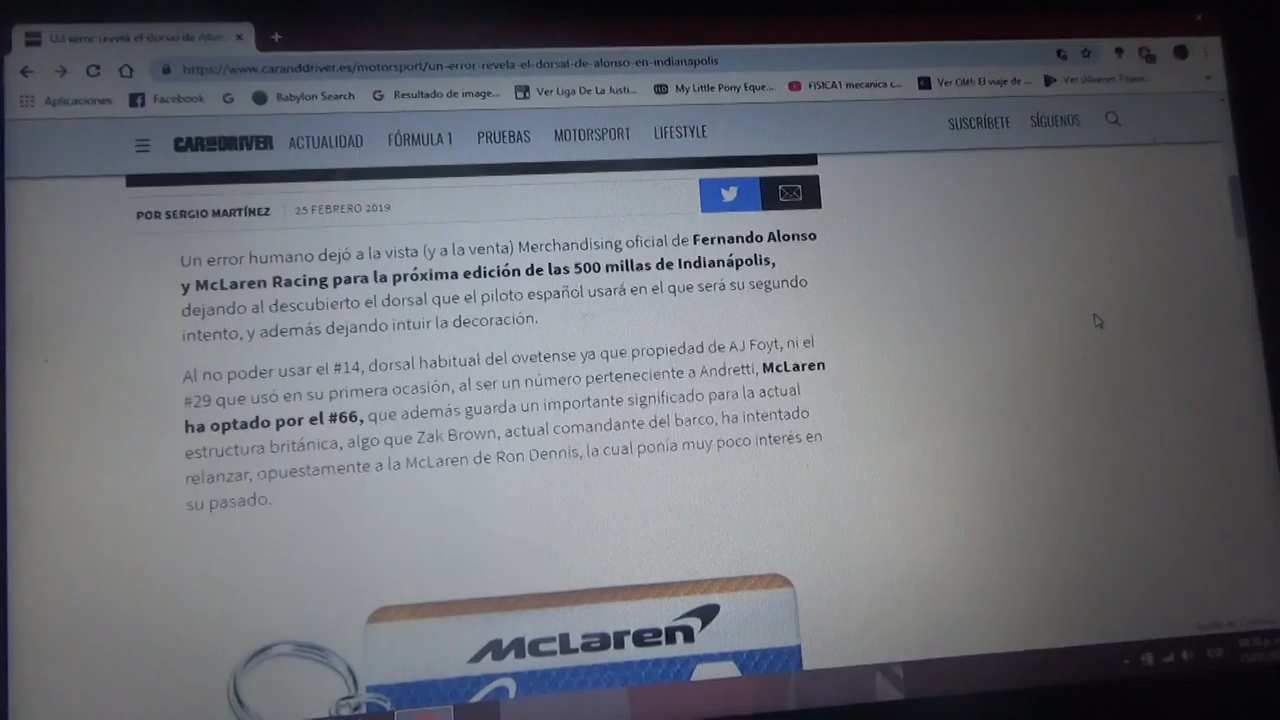 Un error revela el dorsal de Alon
https://www.caranddriver.es/motorsport/un-error-revela-el-dorsal-de-alonso-en-indianapolis
Aplicaciones Facebook Babylon Search Resultado de image... Ver Liga De La Justi... My Little Pony Eque... FISICA1 mecanica c... Ver Olé: El viaje de ... Ver Jóvenes Titane...
CAR AND DRIVER ACTUALIDAD FÓRMULA 1 PRUEBAS MOTORSPORT LIFESTYLE SUSCRÍBETE SÍGUENOS
POR SERGIO MARTÍNEZ 25 FEBRERO 2019
Un error humano dejó a la vista (y a la venta) Merchandising oficial de Fernando Alonso
y McLaren Racing para la próxima edición de las 500 millas de Indianápolis,
dejando al descubierto el dorsal que el piloto español usará en el que será su segundo
intento, y además dejando intuir la decoración.
Al no poder usar el #14, dorsal habitual del ovetense ya que propiedad de AJ Foyt, ni el
#29 que usó en su primera ocasión, al ser un número perteneciente a Andretti, McLaren
ha optado por el #66, que además guarda un importante significado para la actual
estructura británica, algo que Zak Brown, actual comandante del barco, ha intentado
relanzar, opuestamente a la McLaren de Ron Dennis, la cual ponía muy poco interés en
su pasado.
McLaren